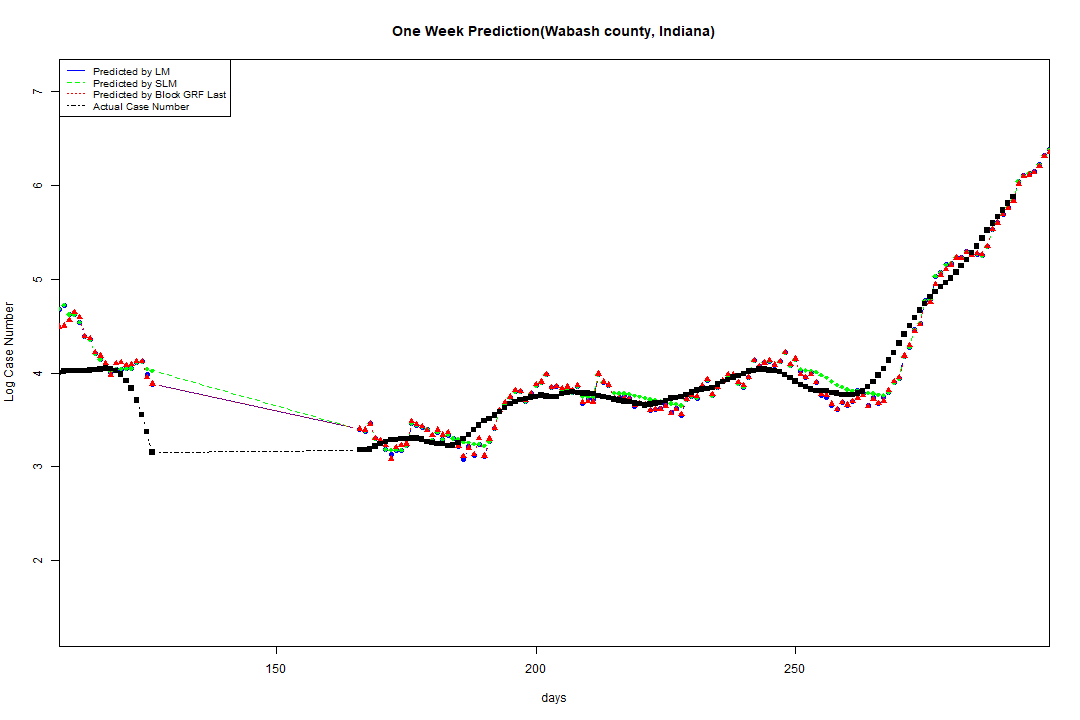 One Week Prediction(Wabash county, Indiana)
Predicted by LM
Predicted by SLM
Predicted by Block GRF Last
Actual Case Number
7
6
5
4
3
2
Log Case Number
150 200 250
days